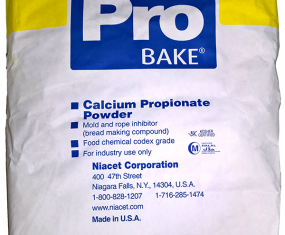 Pro
BAKE®
Calcium Propionate
Powder
Mold and rope inhibitor
(bread making compound)
Food chemical codex grade
For industry use only
Niacet Corporation
400 47th Street
Niagara Falls, N.Y., 14304, U.S.A.
1-800-828-1207 1-716-285-1474
www.niacet.com
Made in U.S.A.